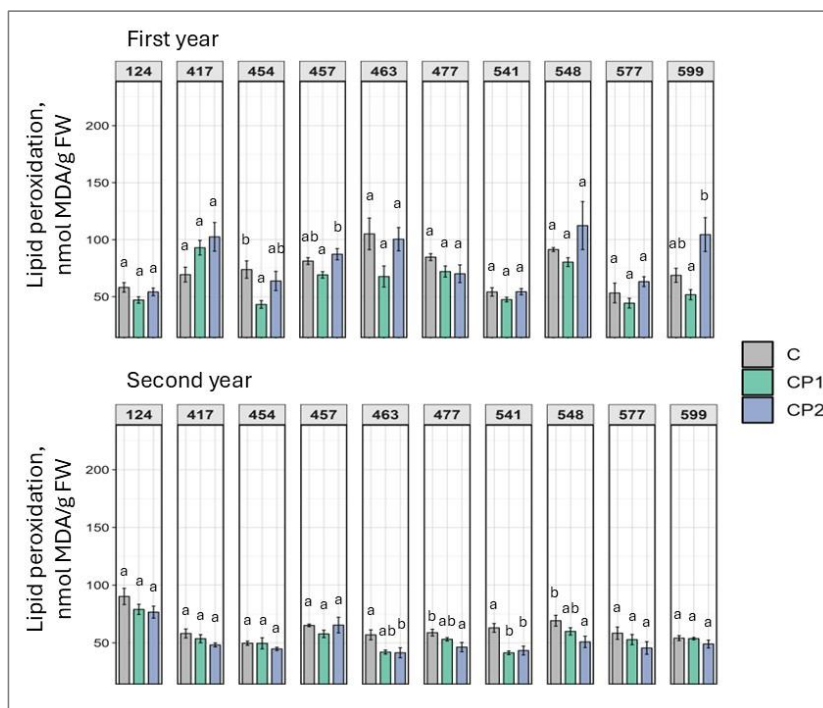 First year
124 417 454 457 463 477 541 548 577 599
Lipid peroxidation,
nmol MDA/g FW
200
150
100
50
a a a
a a a
b a ab
ab a b
a a a
a a a
a a a
a a a
a a a
ab a b
C
CP1
CP2
Second year
124 417 454 457 463 477 541 548 577 599
Lipid peroxidation,
nmol MDA/g FW
200
150
100
50
a a a
a a a
a a a
a a a
a ab b
b ab a
a b b
b ab a
a a a
a a a